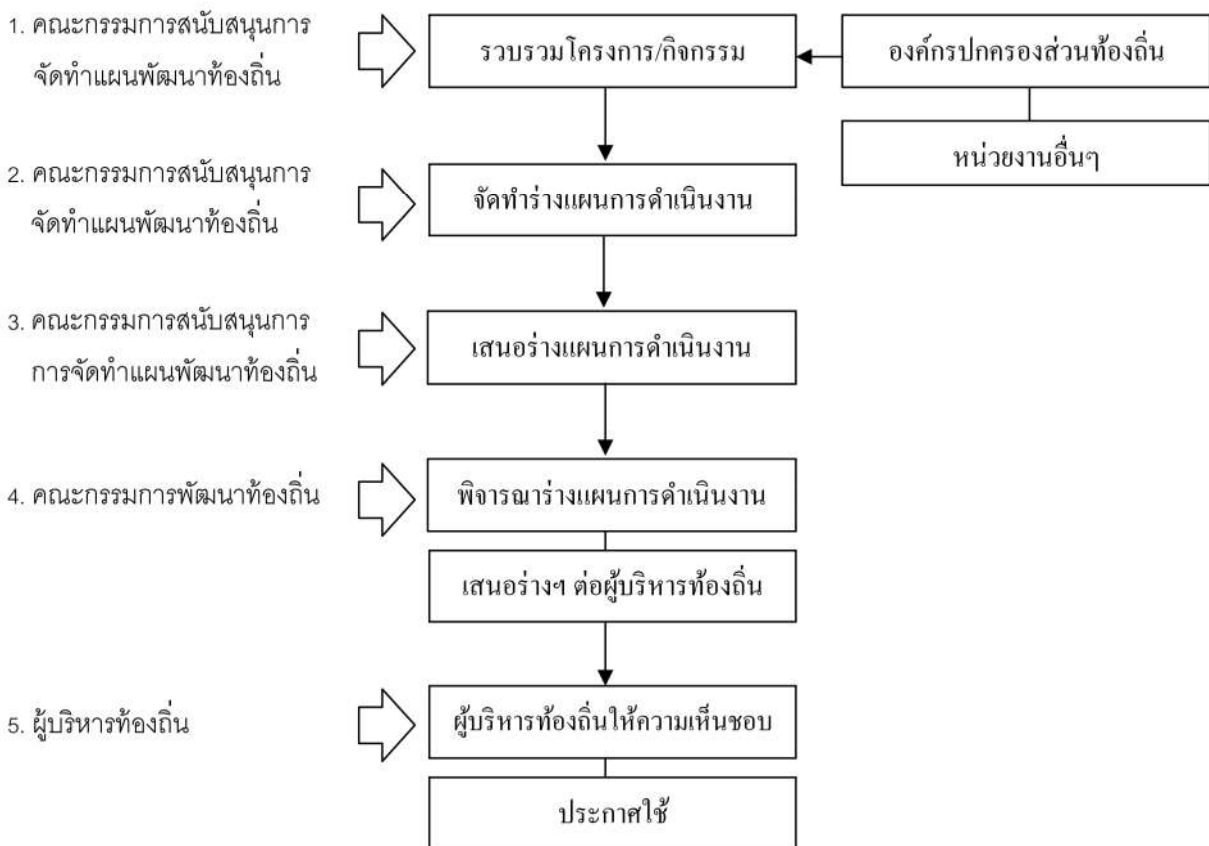 1. คณะกรรมการสนับสนุนการ
จัดทำแผนพัฒนาท้องถิ่น
รวบรวมโครงการ/กิจกรรม
องค์กรปกครองส่วนท้องถิ่น
หน่วยงานอื่นๆ
2. คณะกรรมการสนับสนุนการ
จัดทำแผนพัฒนาท้องถิ่น
จัดทำร่างแผนการดำเนินงาน
3. คณะกรรมการสนับสนุนการ
การจัดทำแผนพัฒนาท้องถิ่น
เสนอร่างแผนการดำเนินงาน
4. คณะกรรมการพัฒนาท้องถิ่น
พิจารณาร่างแผนการดำเนินงาน
เสนอร่างฯ ต่อผู้บริหารท้องถิ่น
5. ผู้บริหารท้องถิ่น
ผู้บริหารท้องถิ่นให้ความเห็นชอบ
ประกาศใช้